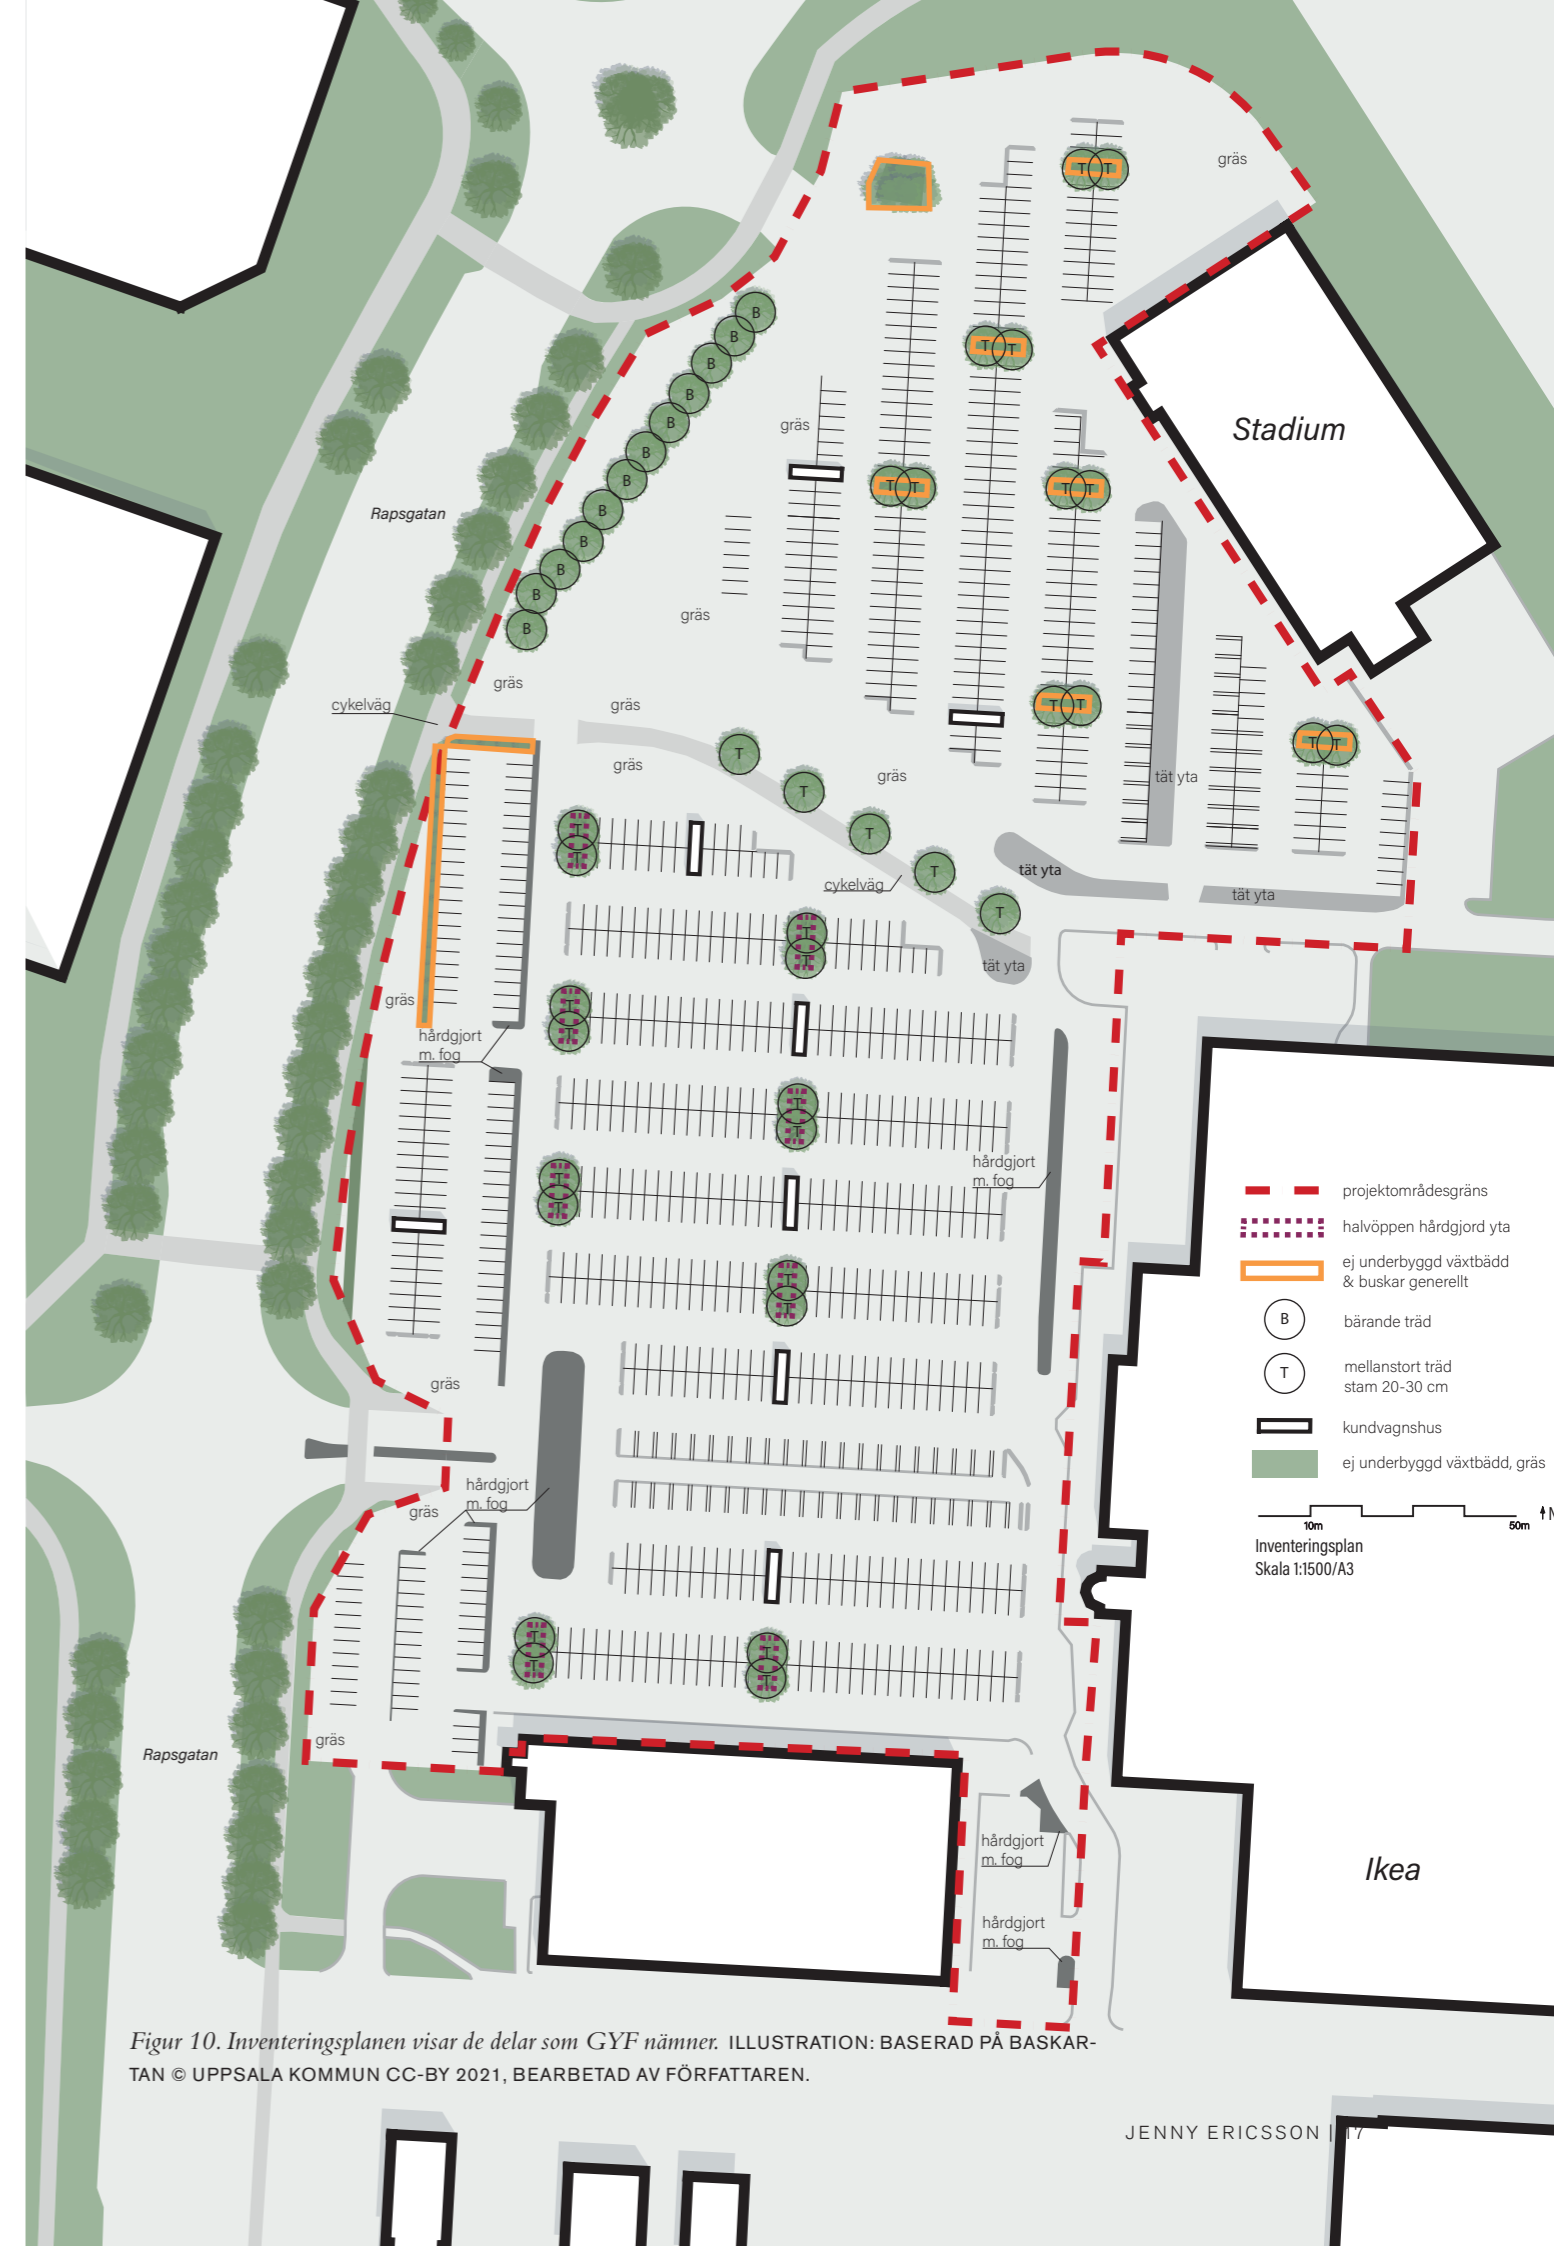 gräs
T T
B
B
B
T T
B
B
gräs
Stadium
B
B
T T
T T
Rapsgatan
B
B
B
B
gräs
B
gräs
cykelväg
gräs
T T
T T
T
gräs
gräs
tät yta
T
T
T
T
cykelväg
T
tät yta
tät yta
T
T
T
tät yta
gräs
T
T
hårdgjort
m. fog
T
T
hårdgjort
m. fog
T
T
projektområdesgräns
halvöppen hårdgjord yta
ej underbyggd växtbädd
& buskar generellt
T
T
B
bärande träd
T
mellanstort träd
stam 20-30 cm
gräs
kundvagnshus
ej underbyggd växtbädd, gräs
hårdgjort
m. fog
gräs
10m
50m
N
Inventeringsplan
Skala 1:1500/A3
T
T
T
T
gräs
Rapsgatan
hårdgjort
m. fog
Ikea
hårdgjort
m. fog
Figur 10. Inventeringsplanen visar de delar som GYF nämner. ILLUSTRATION: BASERAD PÅ BASKAR-
TAN © UPPSALA KOMMUN CC-BY 2021, BEARBETAD AV FÖRFATTAREN.
JENNY ERICSSON | 17